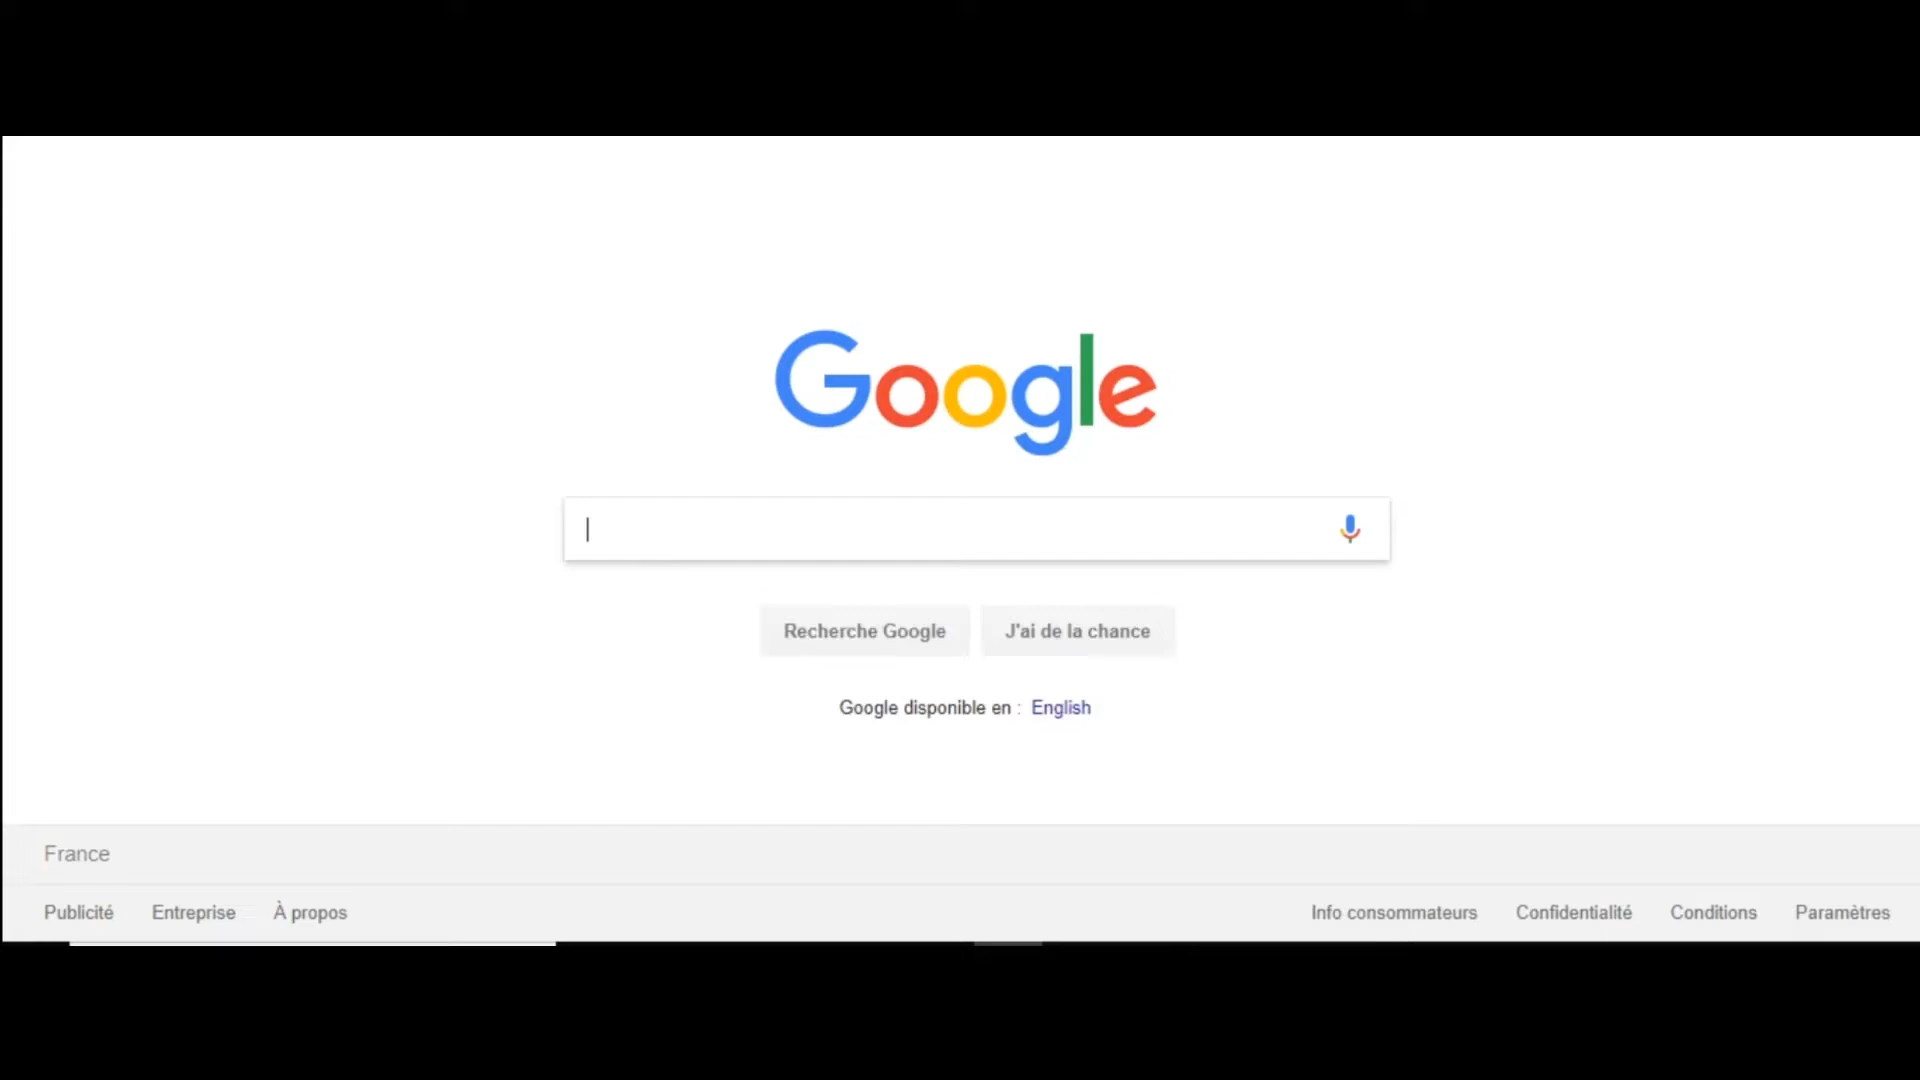 Google
Recherche Google J'ai de la chance
Google disponible en : English
France
Publicité Entreprise À propos Info consommateurs Confidentialité Conditions Paramètres